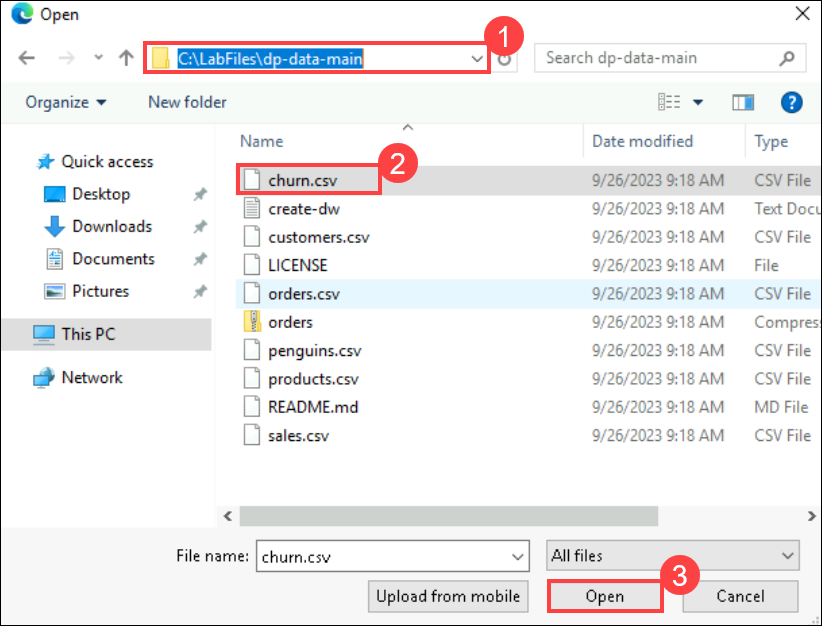 Open
C:\LabFiles\dp-data-main
1
Search dp-data-main
Organize
New folder
?
Name
Date modified
Type
Quick access
Desktop
Downloads
Documents
Pictures
This PC
Network
2
churn.csv 9/26/2023 9:18 AM CSV File
create-dw 9/26/2023 9:18 AM Text Docu
customers.csv 9/26/2023 9:18 AM CSV File
LICENSE 9/26/2023 9:18 AM File
orders.csv 9/26/2023 9:18 AM CSV File
orders 9/26/2023 9:18 AM Compress
penguins.csv 9/26/2023 9:18 AM CSV File
products.csv 9/26/2023 9:18 AM CSV File
README.md 9/26/2023 9:18 AM MD File
sales.csv 9/26/2023 9:18 AM CSV File
File name: churn.csv
All files
Upload from mobile
Open
3
Cancel